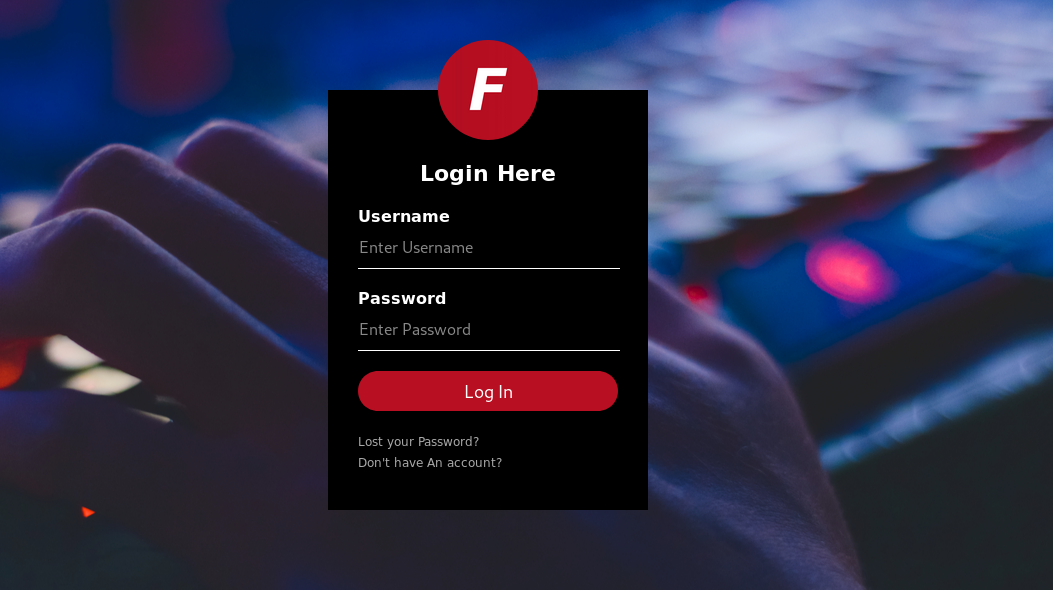 F
Login Here
Username
Enter Username
Password
Enter Password
Log In
Lost your Password?
Don't have An account?